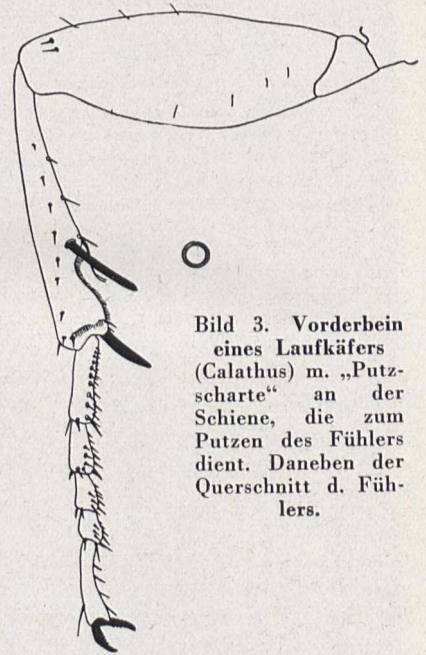 Bild 3. Vorderbein
eines Laufkäfers
(Calathus) m. „Putz-
scharte“ an der
Schiene, die zum
Putzen des Fühlers
dient. Daneben der
Querschnitt d. Füh-
lers.